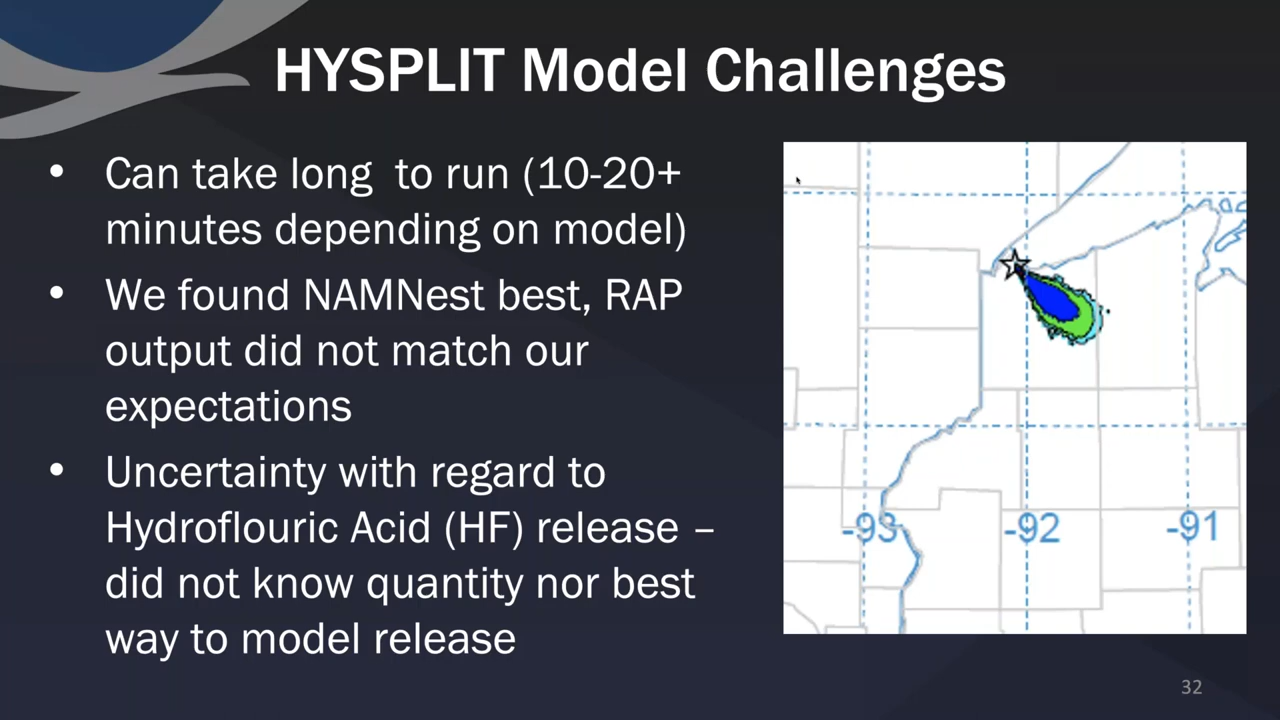 HYSPLIT Model Challenges
• Can take long  to run (10-20+
minutes depending on model)
• We found NAMNest best, RAP
output did not match our
expectations
• Uncertainty with regard to
Hydroflouric Acid (HF) release –
did not know quantity nor best
way to model release
-93 -92 -91
32